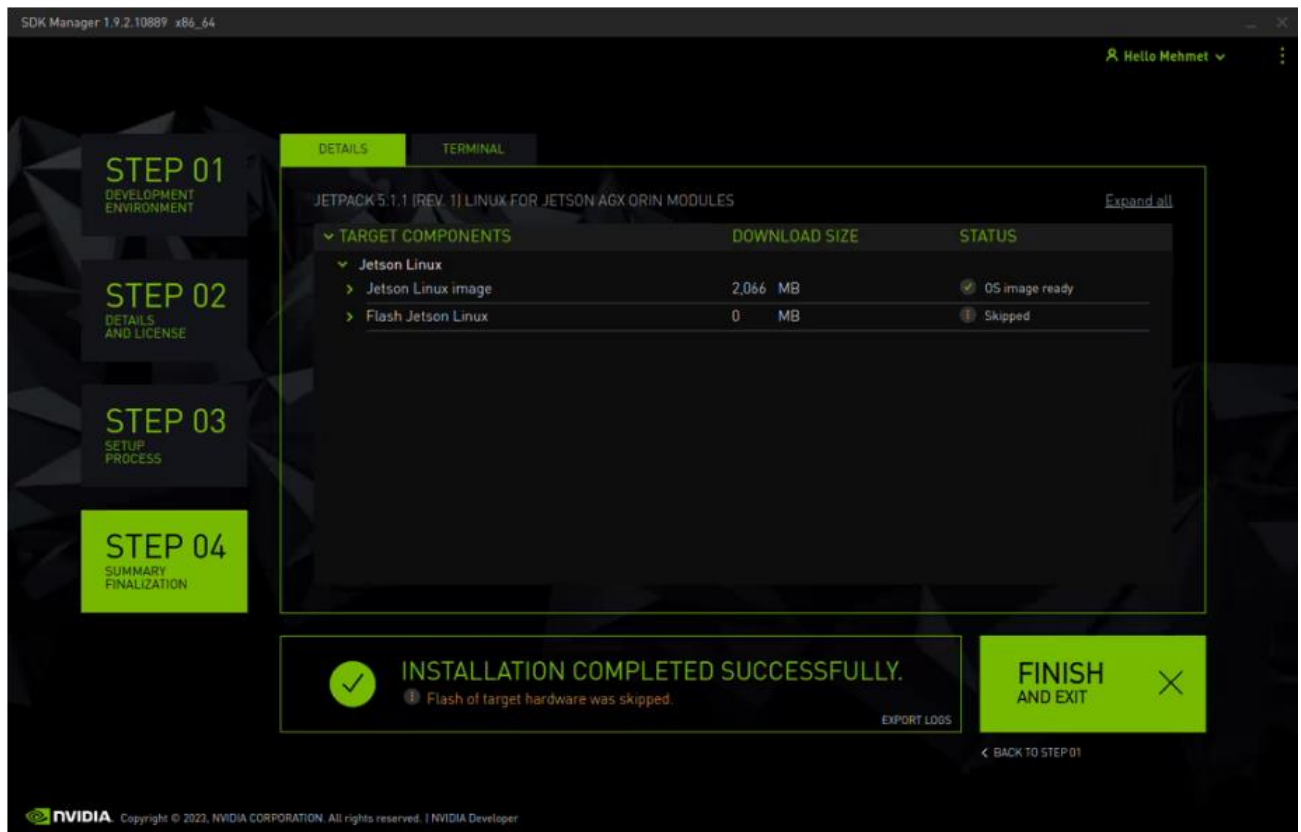 SDK Manager 1.9.2.10889 x86_64
Hello Mehmet
STEP 01
DEVELOPMENT
ENVIRONMENT
STEP 02
DETAILS
AND LICENSE
STEP 03
SETUP
PROCESS
STEP 04
SUMMARY
FINALIZATION
DETAILS TERMINAL
JETPACK 5.1.1 (REV. 1) LINUX FOR JETSON AGX ORIN MODULES Expand all
TARGET COMPONENTS DOWNLOAD SIZE STATUS
Jetson Linux
Jetson Linux image 2,066 MB OS image ready
Flash Jetson Linux 0 MB Skipped
INSTALLATION COMPLETED SUCCESSFULLY.
Flash of target hardware was skipped.
EXPORT LOGS
FINISH
AND EXIT
BACK TO STEP 01
NVIDIA. Copyright © 2023, NVIDIA CORPORATION. All rights reserved. | NVIDIA Developer